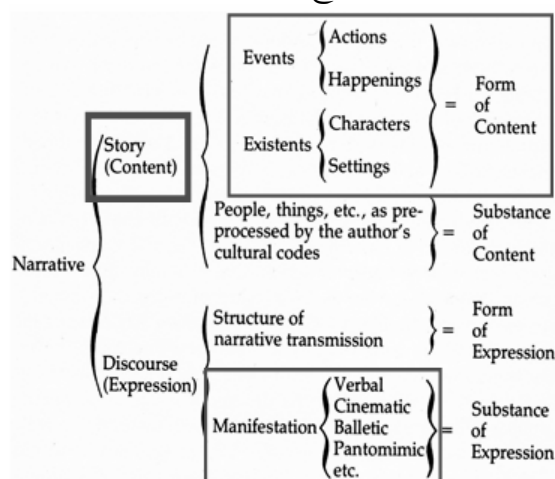 Events
Actions
Happenings
Existents
Characters
Settings
= Form
of
Content
Story
(Content)
People, things, etc., as pre-
processed by the author's
cultural codes
= Substance
of
Content
Narrative
Discourse
(Expression)
Structure of
narrative transmission
= Form
of
Expression
Manifestation
Verbal
Cinematic
Balletic
Pantomimic
etc.
= Substance
of
Expression